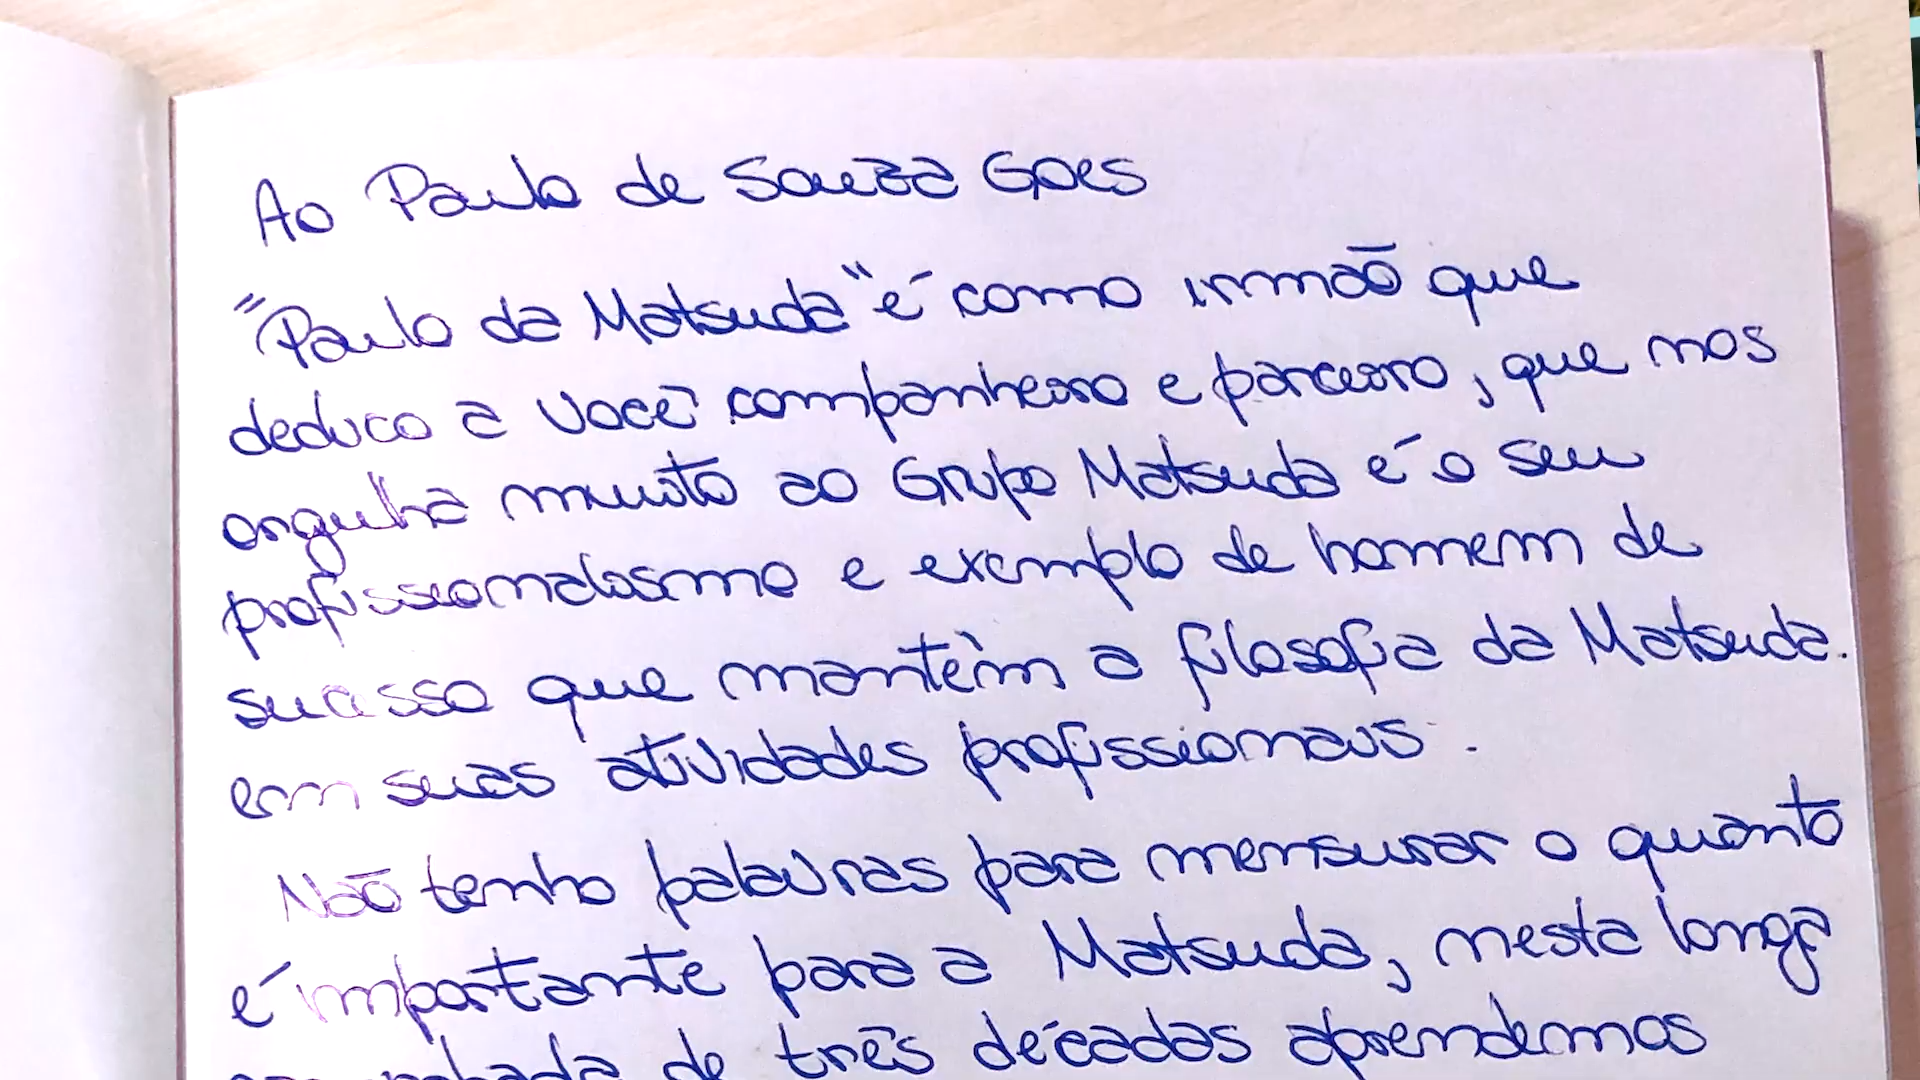 Ao Paulo de Souza Goes
"Paulo da Matsuda" é como irmão que
dedico a você companheiro e parceiro, que nos
orgulha muito ao Grupo Matsuda é o seu
profissionalismo e exemplo de homem de
sucesso que mantém a filosofia da Matsuda.
em suas atividades profissionais.
Não tenho palavras para mensurar o quanto
é importante para a Matsuda, nesta longa
de três décadas aprendemos